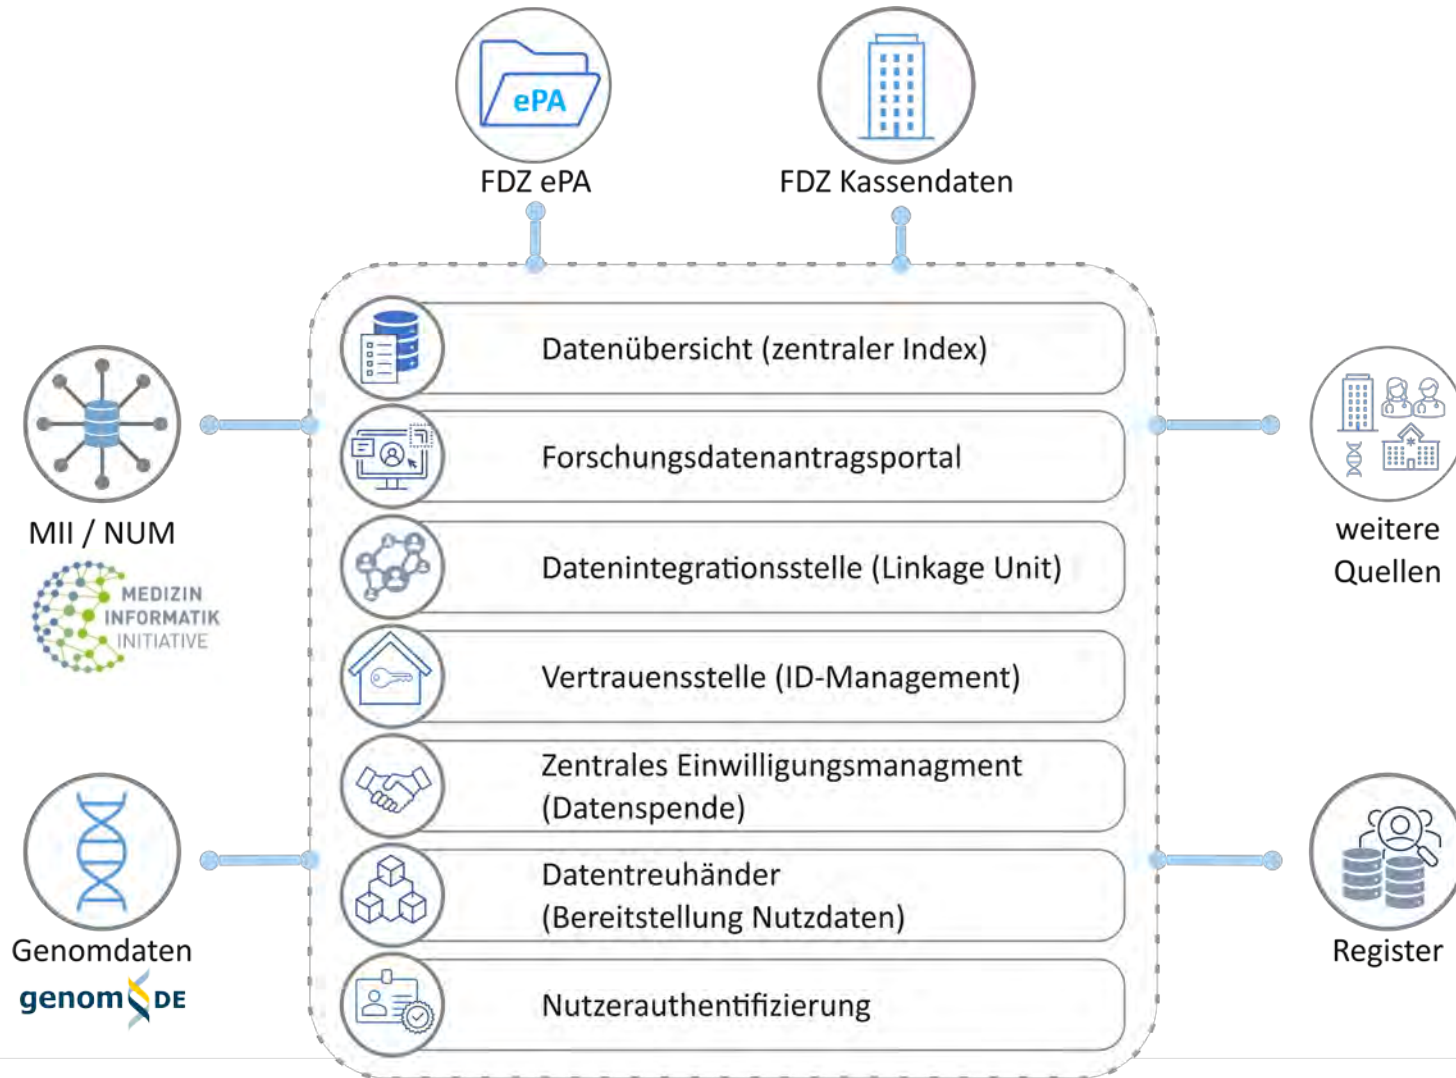 ePA
FDZ ePA
FDZ Kassendaten
Datenübersicht (zentraler Index)
Forschungsdatenantragsportal
Datenintegrationsstelle (Linkage Unit)
Vertrauensstelle (ID-Management)
Zentrales Einwilligungsmanagment
(Datenspende)
Datentreuhänder
(Bereitstellung Nutzdaten)
Nutzerauthentifizierung
MII / NUM
MEDIZIN
INFORMATIK
INITIATIVE
Genomdaten
genom DE
weitere
Quellen
Register